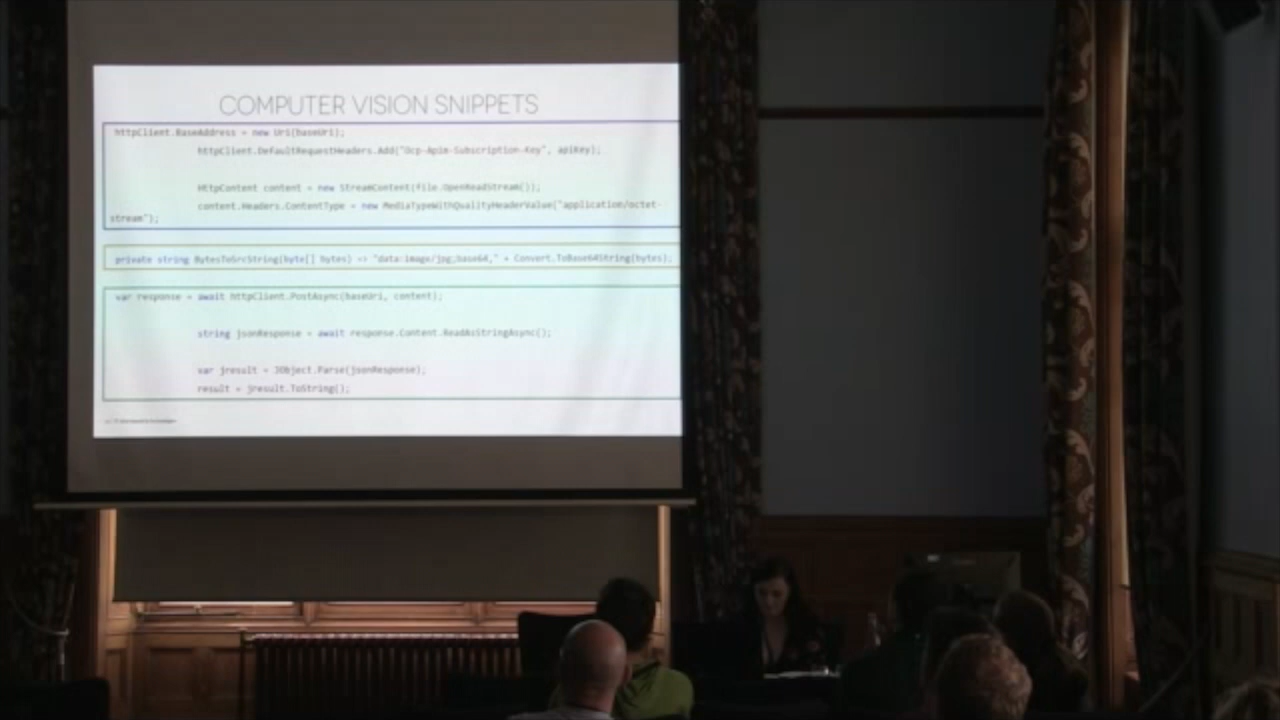 COMPUTER VISION SNIPPETS
httpClient.BaseAddress = new Uri(baseUri);
httpClient.DefaultRequestHeaders.Add("Ocp-Apim-Subscription-Key", apiKey);
HttpContent content = new StreamContent(file.OpenReadStream());
content.Headers.ContentType = new MediaTypeWithQualityHeaderValue("application/octet-
stream");
private string BytesToSrcString(byte[] bytes) => "data:image/jpg;base64," + Convert.ToBase64String(bytes);
var response = await httpClient.PostAsync(baseUri, content);
string jsonResponse = await response.Content.ReadAsStringAsync();
var jresult = JObject.Parse(jsonResponse);
result = jresult.ToString();